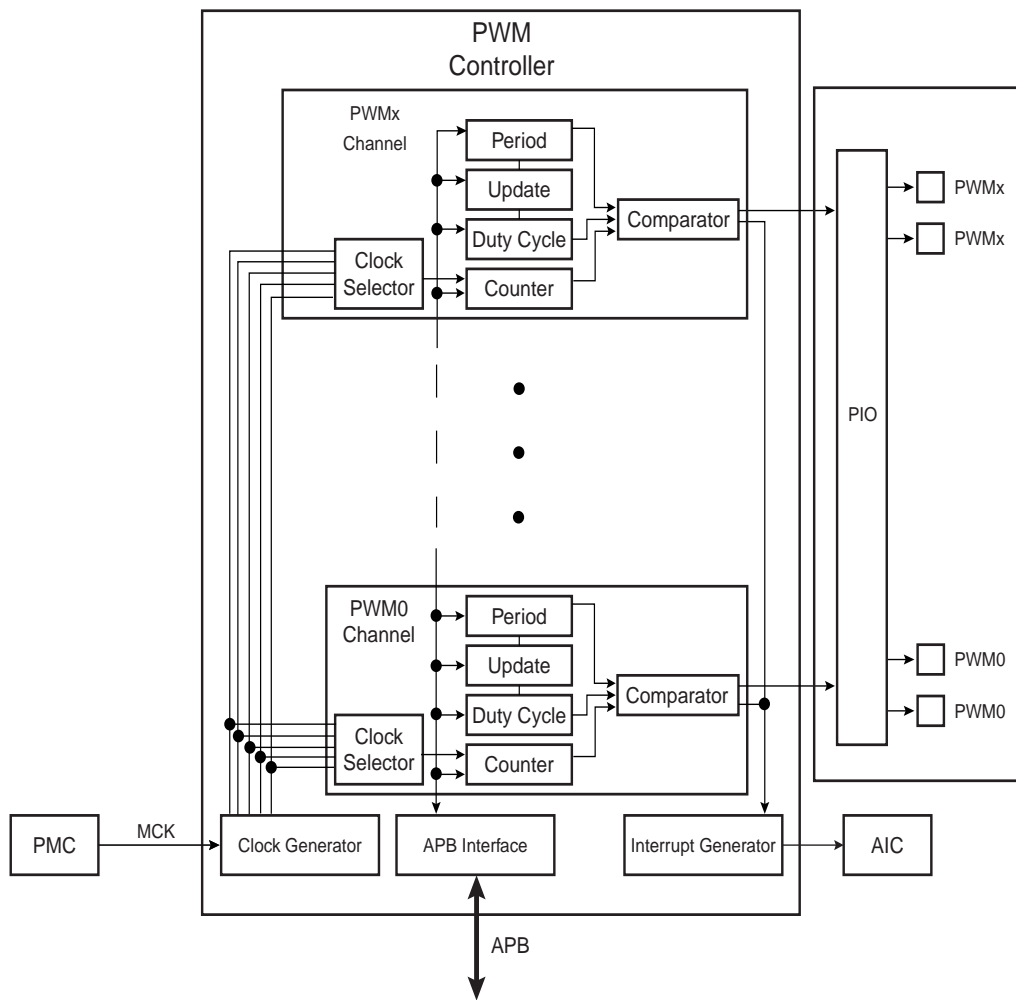 PWM
Controller
PWMx
Channel
Period
Update
Duty Cycle
Comparator
Clock
Selector
Counter
PWMx
PWMx
PIO
PWM0
Channel
Period
Update
Duty Cycle
Comparator
Clock
Selector
Counter
PWM0
PWM0
PMC
MCK
Clock Generator
APB Interface
Interrupt Generator
AIC
APB